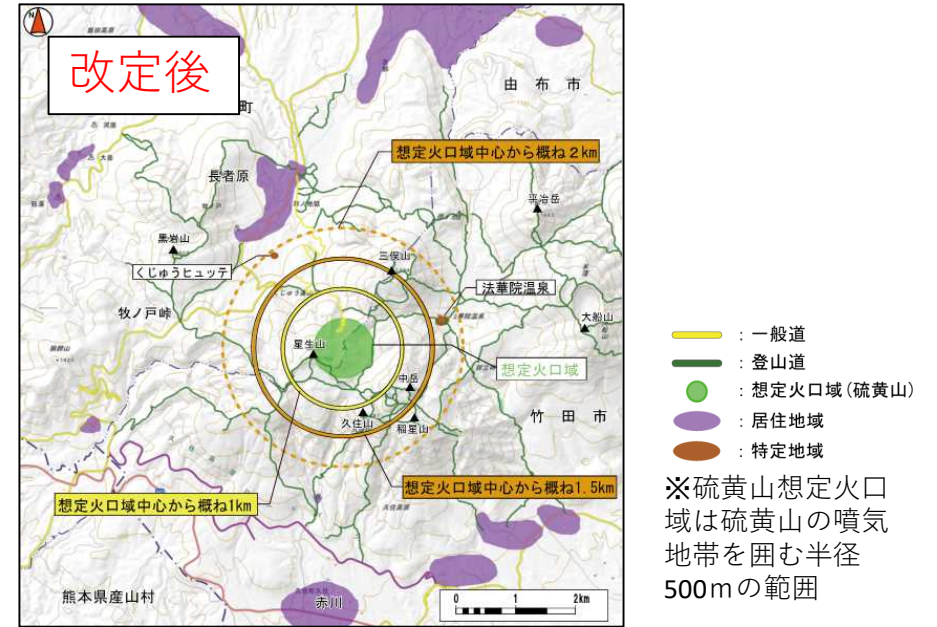 改定後
町
由布市
想定火口域中心から概ね2km
長者原
平治岳
黒岩山
三俣山
くじゅうヒュッテ
法華院温泉
牧ノ戸峠
大船山
星生山
想定火口域
中岳
久住山
稲星山
竹田市
想定火口域中心から概ね1.5km
想定火口域中心から概ね1km
熊本県産山村
赤川
0 1 2km
:一般道
:登山道
:想定火口域(硫黄山)
:居住地域
:特定地域
※硫黄山想定火口
域は硫黄山の噴気
地帯を囲む半径
500mの範囲